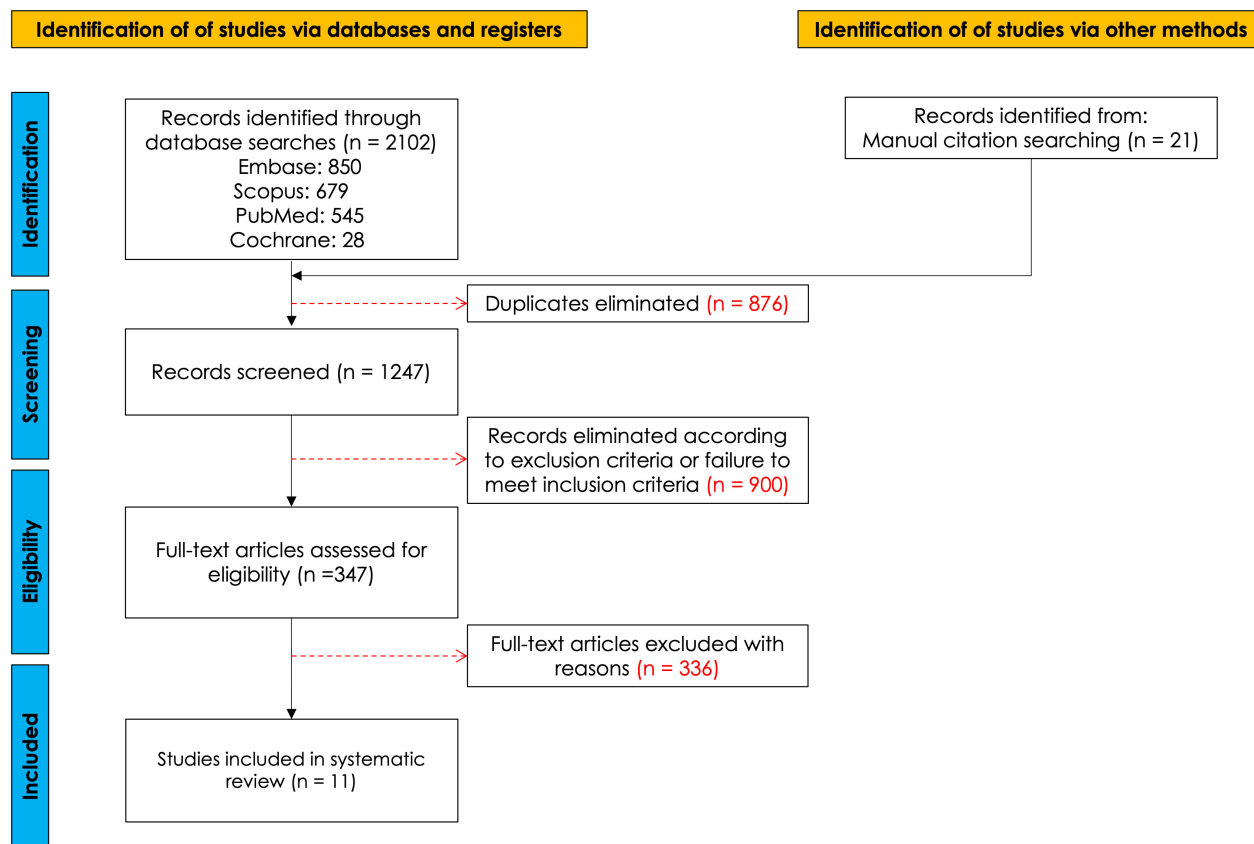 Identification of of studies via databases and registers
Identification of of studies via other methods
Identification
Records identified through
database searches (n = 2102)
Embase: 850
Scopus: 679
PubMed: 545
Cochrane: 28
Records identified from:
Manual citation searching (n = 21)
Duplicates eliminated (n = 876)
Screening
Records screened (n = 1247)
Records eliminated according
to exclusion criteria or failure to
meet inclusion criteria (n = 900)
Eligibility
Full-text articles assessed for
eligibility (n =347)
Full-text articles excluded with
reasons (n = 336)
Included
Studies included in systematic
review (n = 11)